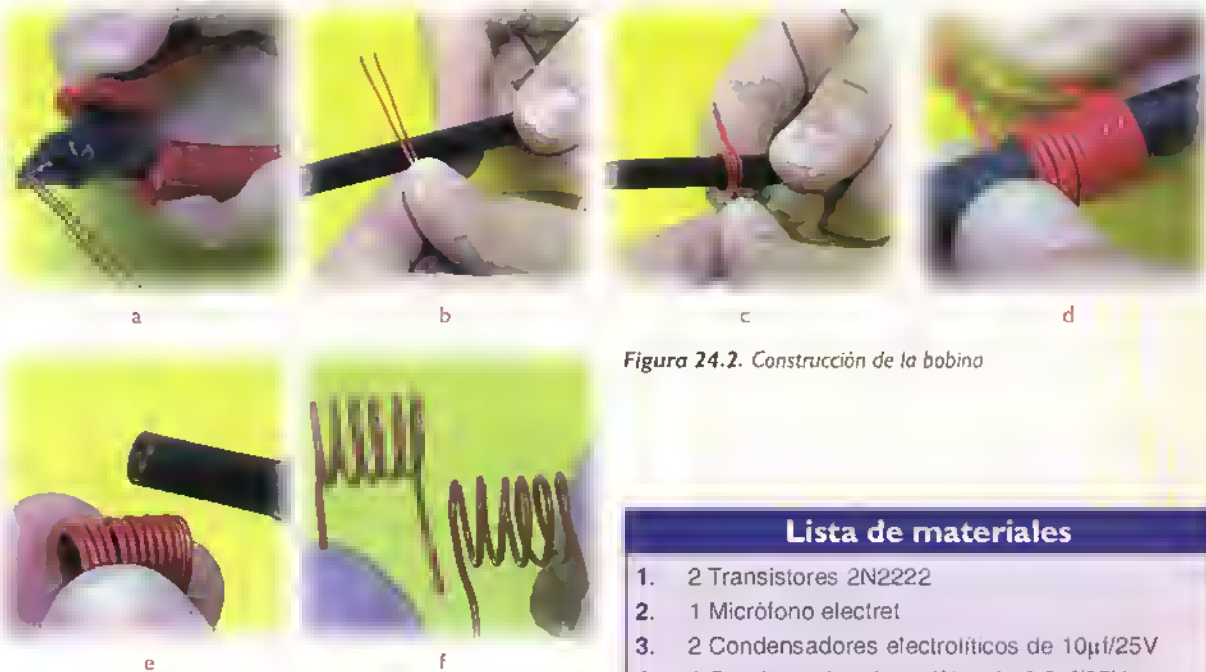 a
b
c
d
Figura 24.2. Construcción de la bobina
e
f
Lista de materiales
1. 2 Transistores 2N2222
2. 1 Micrófono electret
3. 2 Condensadores electrolíticos de 10µf/25V